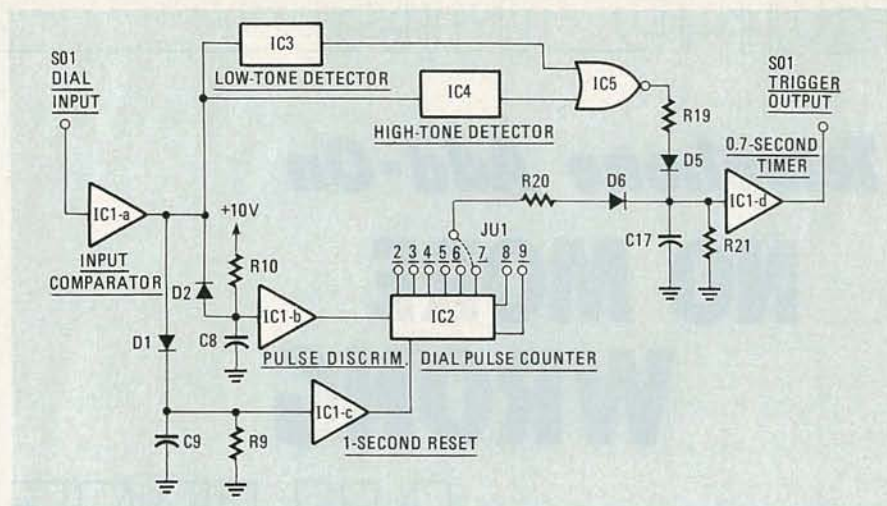 S01
DIAL
INPUT
IC3
LOW-TONE DETECTOR
IC4
HIGH-TONE DETECTOR
IC5
R19
S01
TRIGGER
OUTPUT
0.7-SECOND
TIMER
D5
IC1-d
R20
D6
C17
R21
IC1-a
INPUT
COMPARATOR
+10V
R10
D2
C8
IC1-b
PULSE DISCRIM.
JU1
2 3 4 5 6 7 8 9
IC2
DIAL PULSE COUNTER
D1
C9
R9
IC1-c
1-SECOND RESET